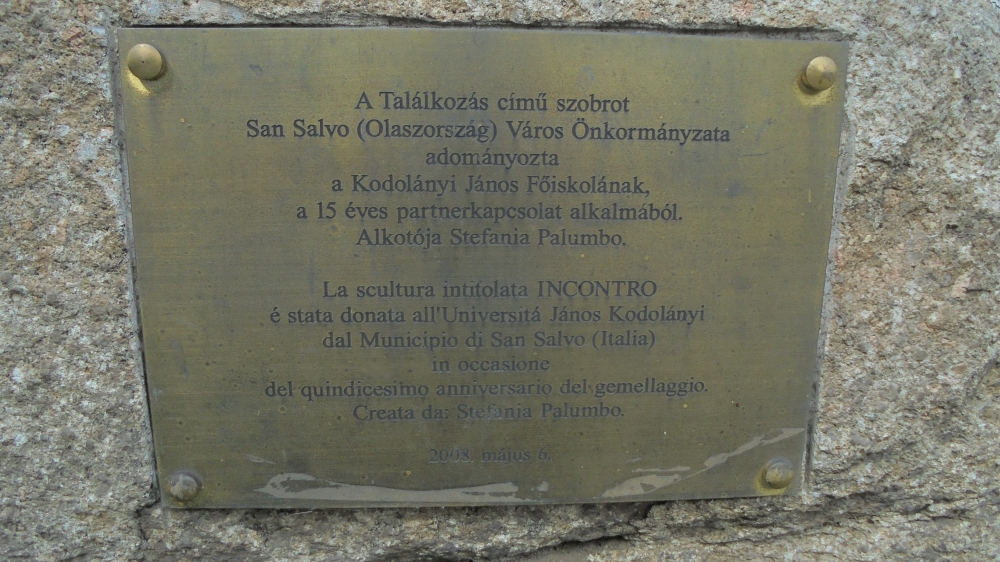 A Találkozás című szobrot
San Salvo (Olaszország) Város Önkormányzata
adományozta
a Kodolányi János Főiskolának,
a 15 éves partnerkapcsolat alkalmából.
Alkotója Stefania Palumbo.
La scultura intitolata INCONTRO
é stata donata all'Universitá János Kodolányi
dal Municipio di San Salvo (Italia)
in occasione
del quindicesimo anniversario del gemellaggio.
Creata da: Stefania Palumbo.
2008. május 6.